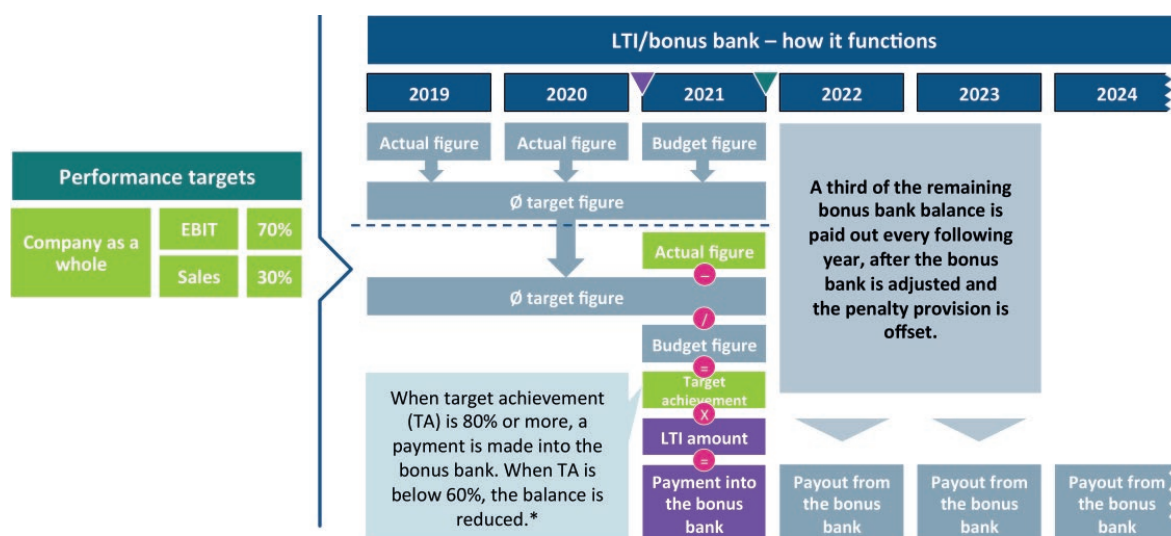 LTI/bonus bank – how it functions
2019
2020
2021
2022
2023
2024
Actual figure
Actual figure
Budget figure
Ø target figure
Performance targets
Company as a
whole
EBIT
70%
Sales
30%
Actual figure
–
Ø target figure
/
Budget figure
=
Target
achievement
X
LTI amount
=
Payment into
the bonus
bank
When target achievement
(TA) is 80% or more, a
payment is made into the
bonus bank. When TA is
below 60%, the balance is
reduced.*
A third of the remaining
bonus bank balance is
paid out every following
year, after the bonus
bank is adjusted and
the penalty provision is
offset.
Payout from
the bonus
bank
Payout from
the bonus
bank
Payout from
the bonus
bank